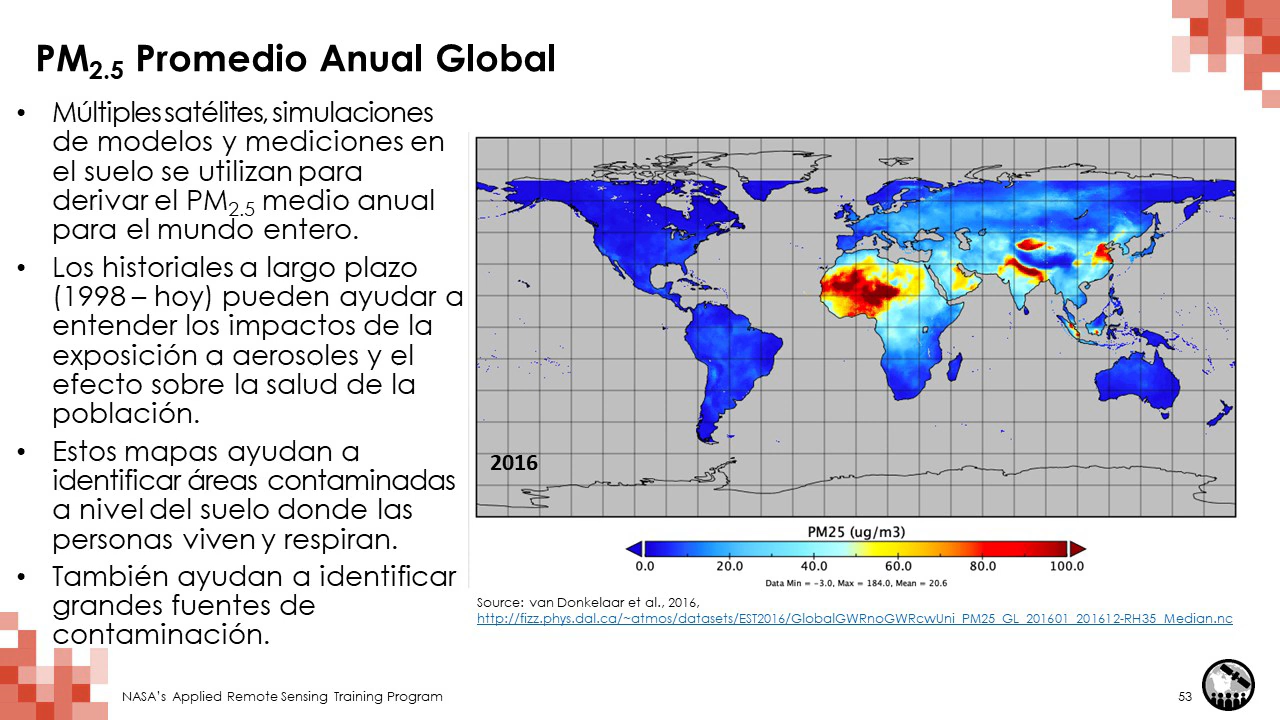 PM2.5 Promedio Anual Global
• Múltiples satélites, simulaciones
de modelos y mediciones en
el suelo se utilizan para
derivar el PM2.5 medio anual
para el mundo entero.
• Los historiales a largo plazo
(1998 – hoy) pueden ayudar a
entender los impactos de la
exposición a aerosoles y el
efecto sobre la salud de la
población.
• Estos mapas ayudan a
identificar áreas contaminadas
a nivel del suelo donde las
personas viven y respiran.
• También ayudan a identificar
grandes fuentes de
contaminación.
2016
PM25 (ug/m3)
0.0 20.0 40.0 60.0 80.0 100.0
Data Min = -3.0, Max = 184.0, Mean = 20.6
Source: van Donkelaar et al., 2016,
http://fizz.phys.dal.ca/~atmos/datasets/EST2016/GlobalGWRnoGWRcwUni_PM25_GL_201601_201612-RH35_Median.nc
NASA's Applied Remote Sensing Training Program
53